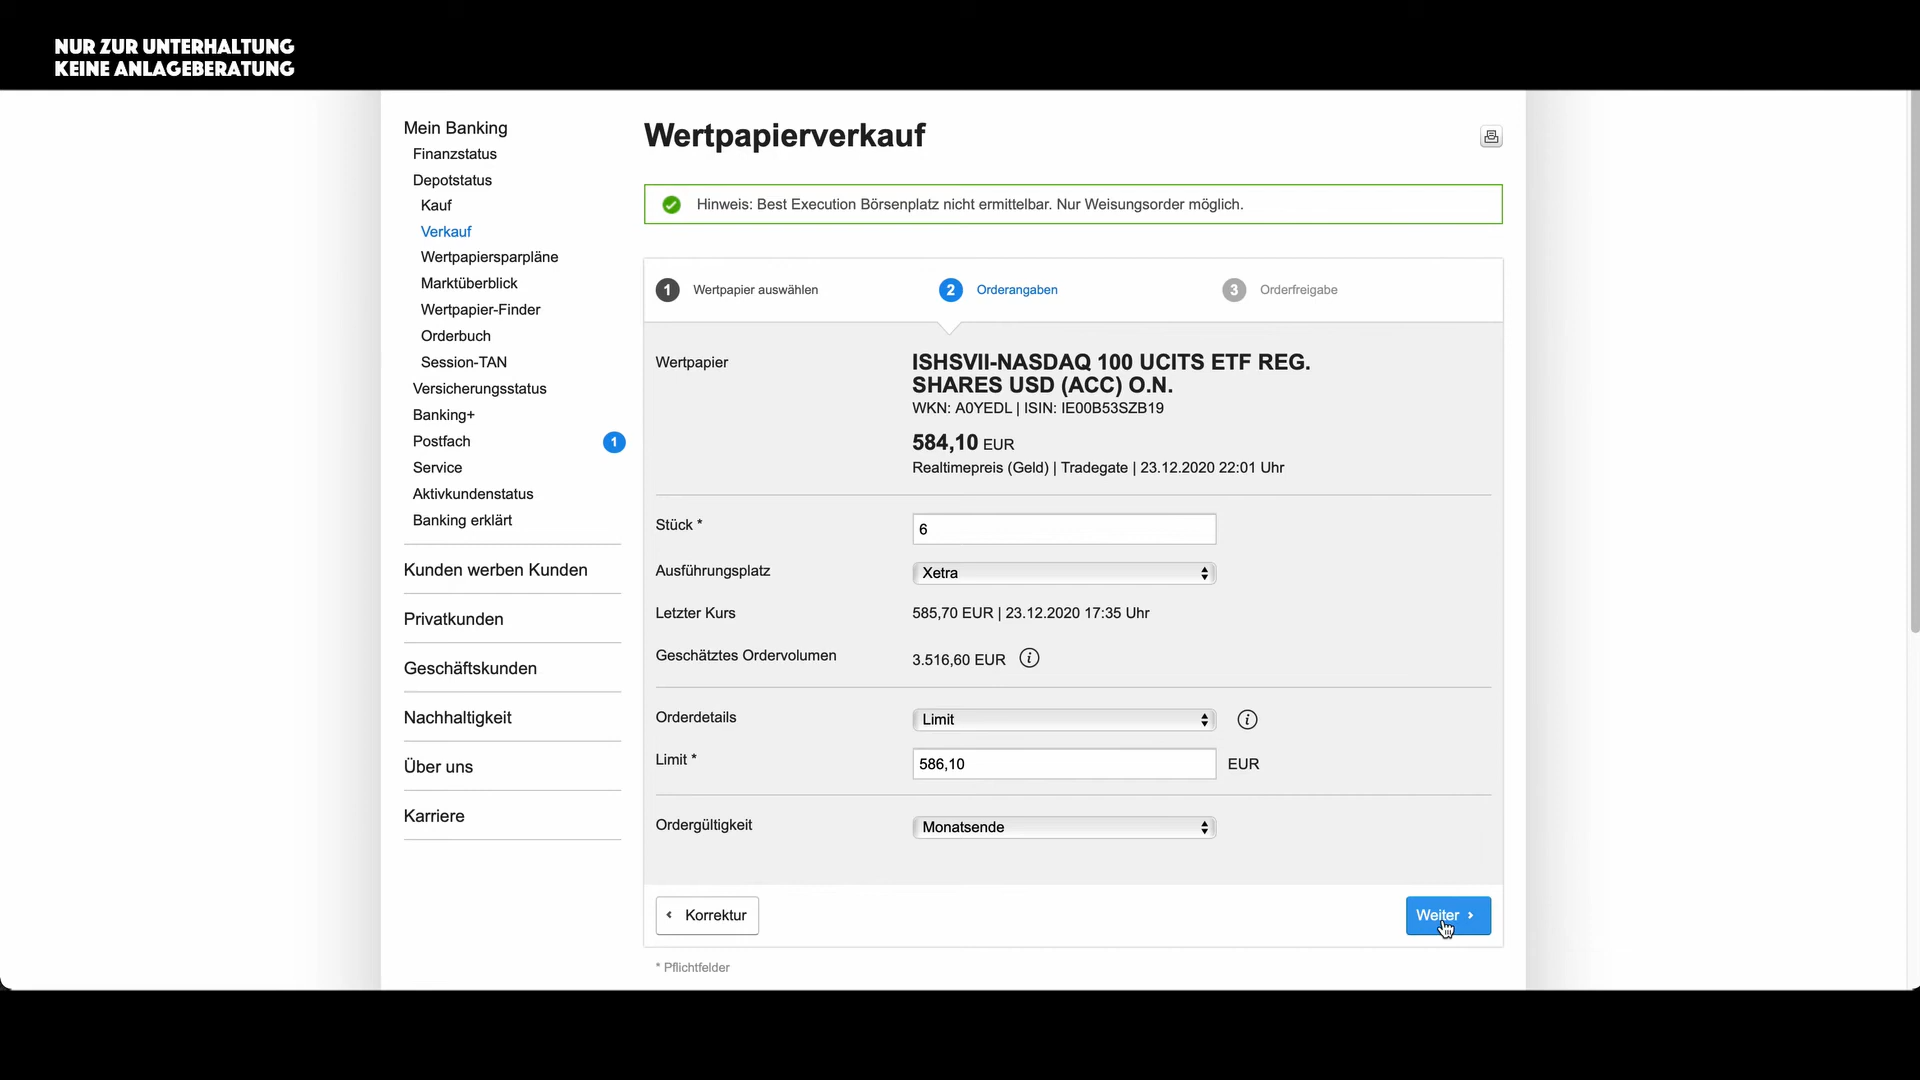 NUR ZUR UNTERHALTUNG
KEINE ANLAGEBERATUNG
Mein Banking
Finanzstatus
Depotstatus
Kauf
Verkauf
Wertpapiersparpläne
Marktüberblick
Wertpapier-Finder
Orderbuch
Session-TAN
Versicherungsstatus
Banking+
Postfach 1
Service
Aktivkundenstatus
Banking erklärt
Kunden werben Kunden
Privatkunden
Geschäftskunden
Nachhaltigkeit
Über uns
Karriere
Wertpapierverkauf
Hinweis: Best Execution Börsenplatz nicht ermittelbar. Nur Weisungsorder möglich.
1 Wertpapier auswählen 2 Orderangaben 3 Orderfreigabe
Wertpapier ISHSVII-NASDAQ 100 UCITS ETF REG.
SHARES USD (ACC) O.N.
WKN: A0YEDL | ISIN: IE00B53SZB19
584,10 EUR
Realtimepreis (Geld) | Tradegate | 23.12.2020 22:01 Uhr
Stück * 6
Ausführungsplatz Xetra
Letzter Kurs 585,70 EUR | 23.12.2020 17:35 Uhr
Geschätztes Ordervolumen 3.516,60 EUR i
Orderdetails Limit i
Limit * 586,10 EUR
Ordergültigkeit Monatsende
‹ Korrektur Weiter ›
* Pflichtfelder